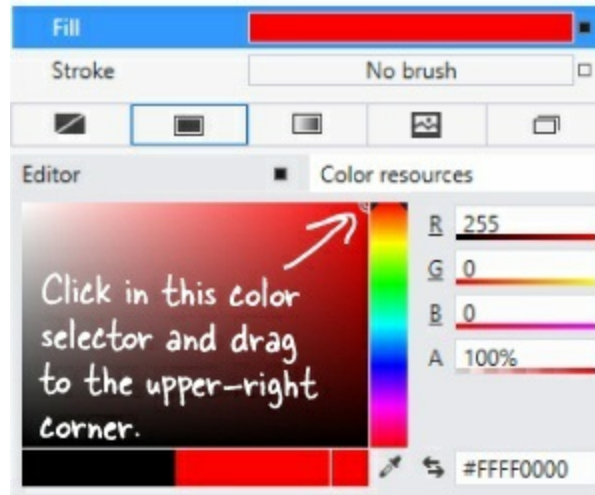 Fill
Stroke No brush
Editor Color resources
R 255
G 0
B 0
A 100%
Click in this color
selector and drag
to the upper-right
corner.
#FFFF0000